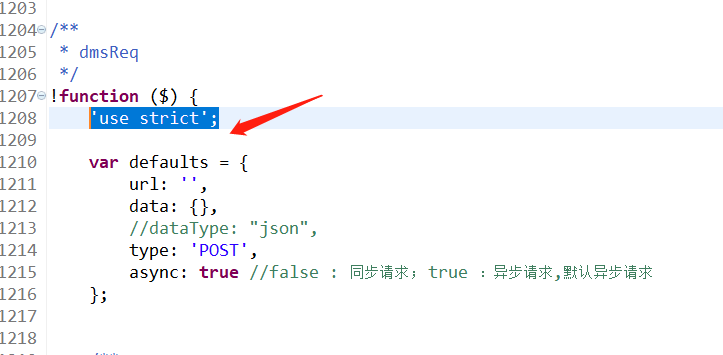 1203
1204 /**
1205  * dmsReq
1206  */
1207 !function ($) {
1208     'use strict';
1209
1210     var defaults = {
1211         url: '',
1212         data: {},
1213         //dataType: "json",
1214         type: 'POST',
1215         async: true //false : 同步请求; true : 异步请求,默认异步请求
1216     };
1217
1218